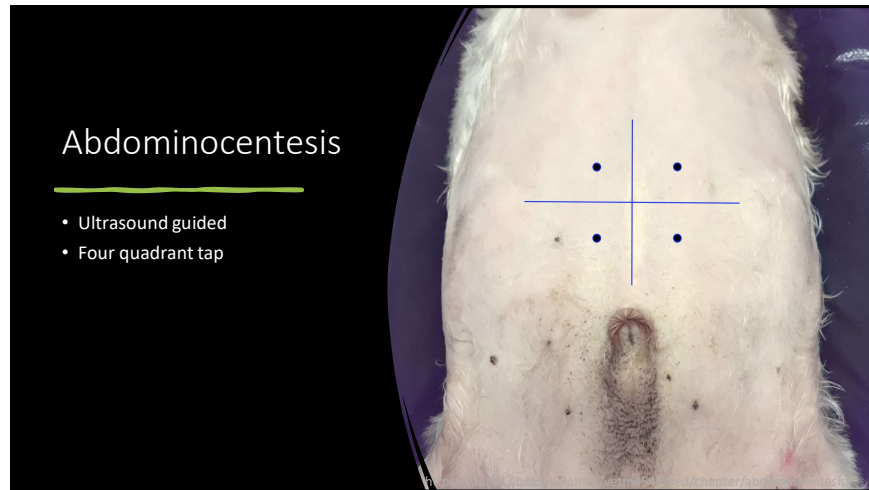 Abdominocentesis
• Ultrasound guided
• Four quadrant tap